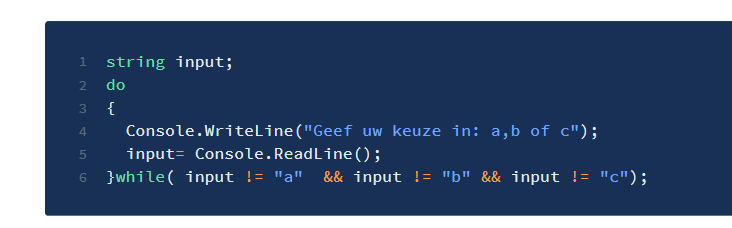 1 string input;
2 do
3 {
4   Console.WriteLine("Geef uw keuze in: a,b of c");
5   input= Console.ReadLine();
6 }while( input != "a"  && input != "b" && input != "c");